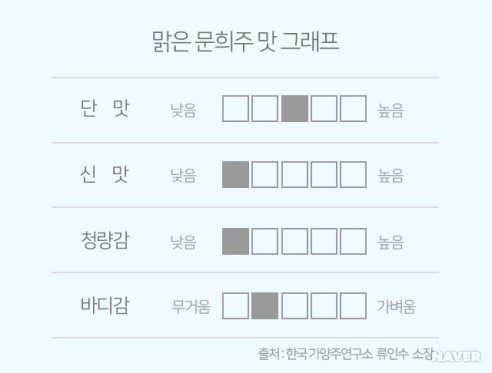 맑은 문희주 맛 그래프
단 맛 낮음 높음
신 맛 낮음 높음
청량감 낮음 높음
바디감 무거움 가벼움
출처 : 한국가양주연구소 류인수 소장
NAVER